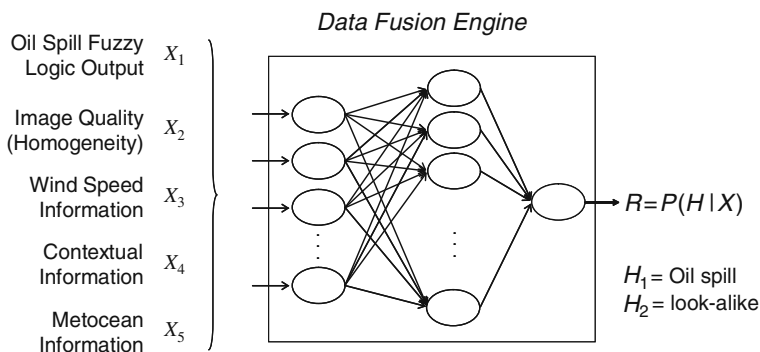 Data Fusion Engine
Oil Spill Fuzzy
Logic Output
X1
Image Quality
(Homogeneity)
X2
Wind Speed
Information
X3
Contextual
Information
X4
Metocean
Information
X5
R=P(H|X)
H1= Oil spill
H2= look-alike